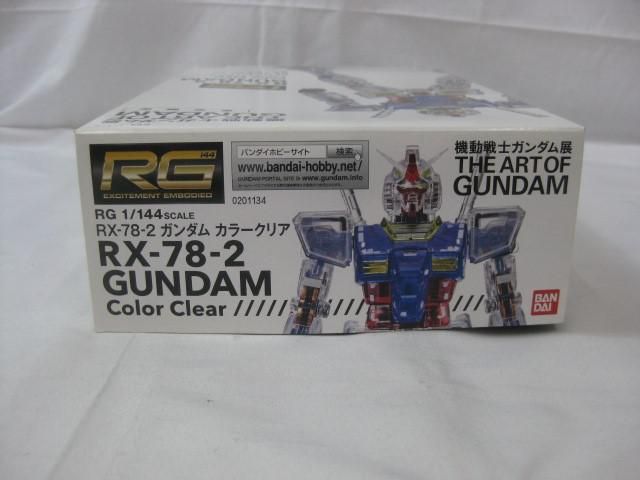 RG
144
EXCITEMENT EMBODIED
バンダイホビーサイト 検索
www.bandai-hobby.net/
GUNDAM PORTAL SITE www.gundam.info
0201134
機動戦士ガンダム展
THE ART OF
GUNDAM
RG 1/144 SCALE
RX-78-2 ガンダム カラークリア
RX-78-2
GUNDAM
Color Clear
BAN
DAI